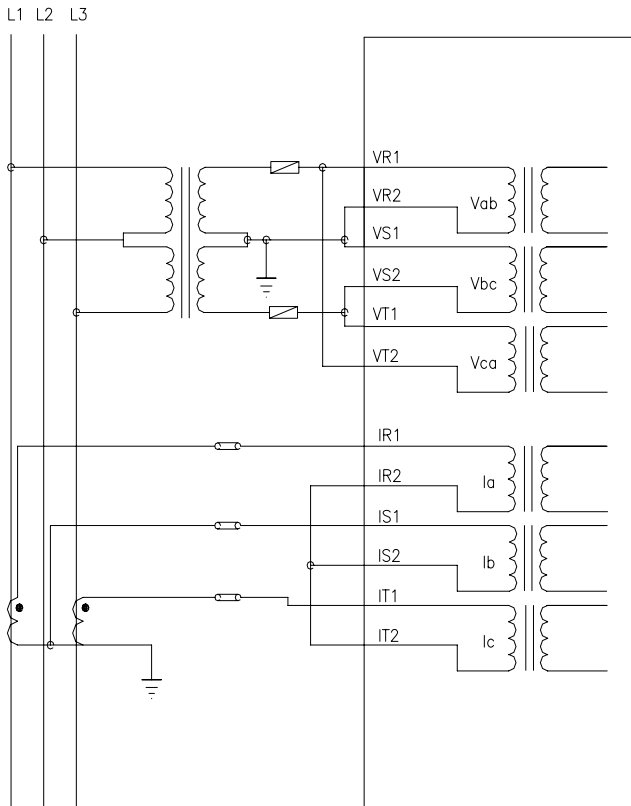 L1 L2 L3
VR1
VR2
Vab
VS1
VS2
Vbc
VT1
VT2
Vca
IR1
IR2
Ia
IS1
IS2
Ib
IT1
IT2
Ic